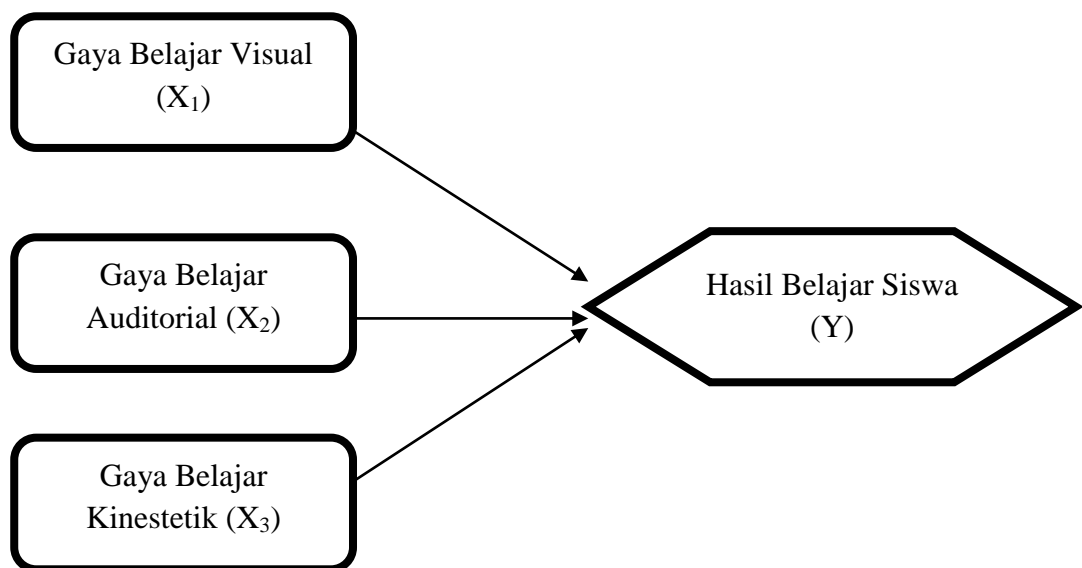 Gaya Belajar Visual
(X₁)
Gaya Belajar
Auditorial (X₂)
Hasil Belajar Siswa
(Y)
Gaya Belajar
Kinestetik (X₃)